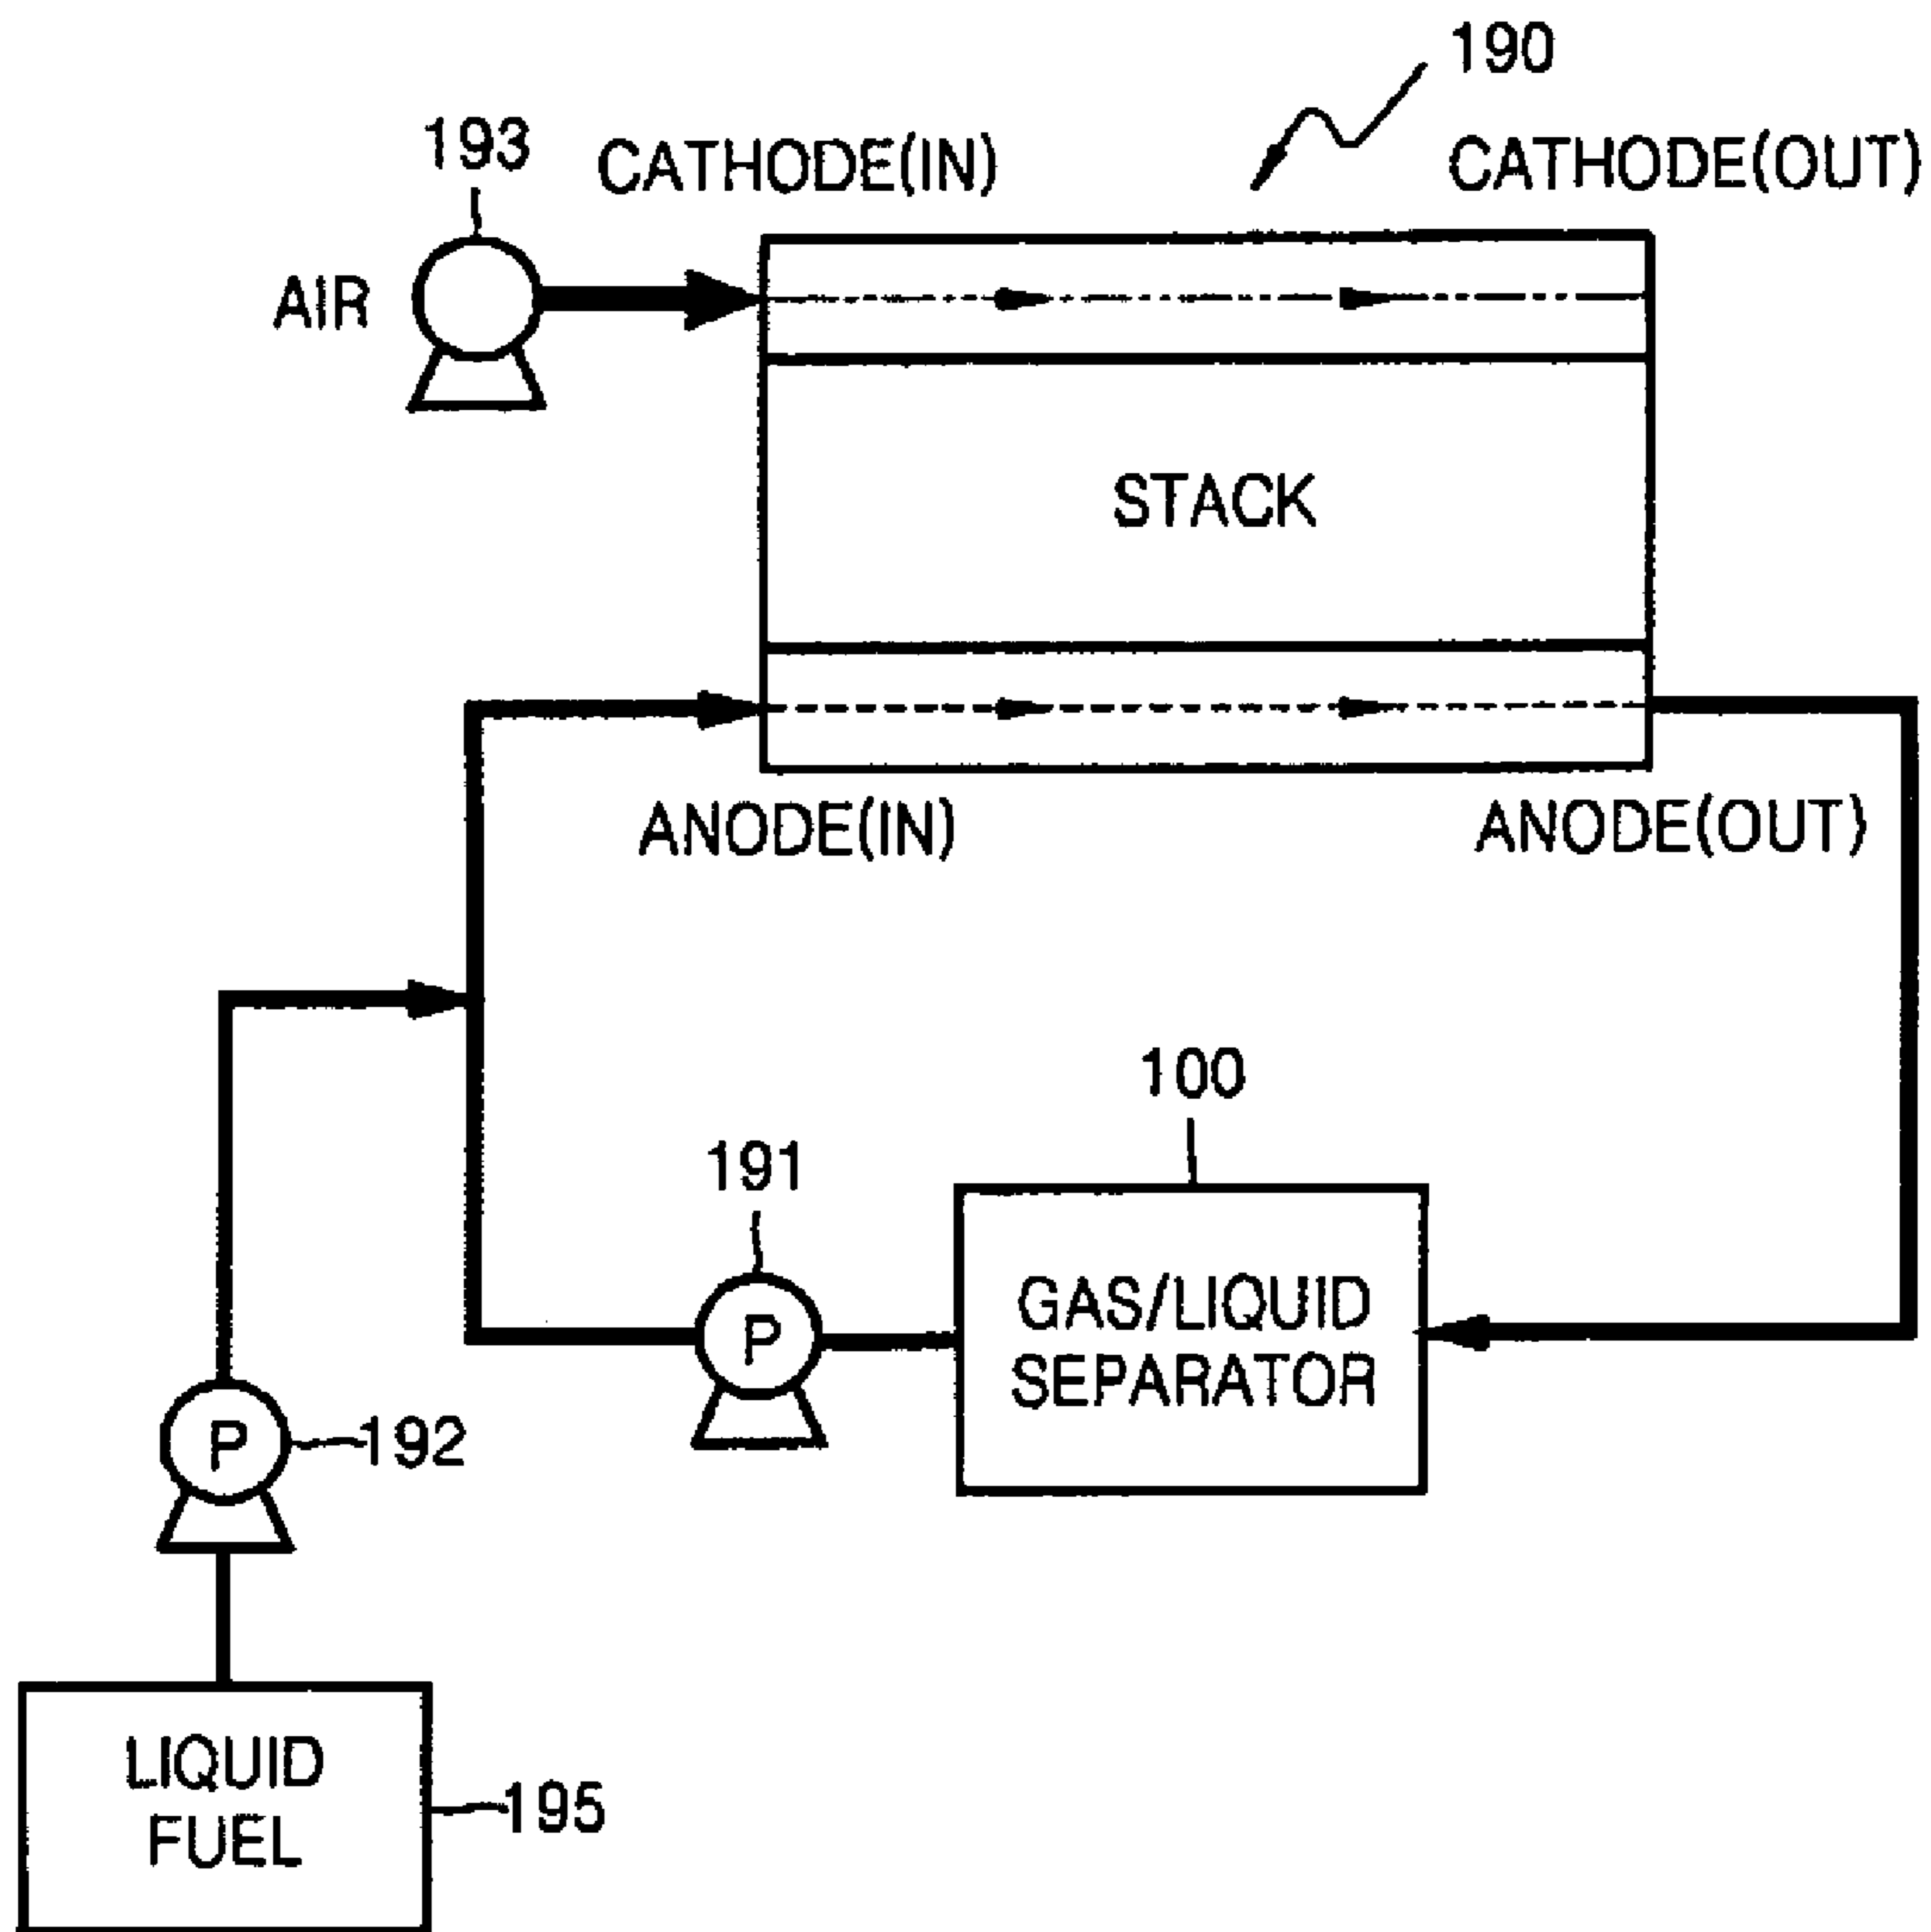 190
193
CATHODE(IN)
CATHODE(OUT)
AIR
STACK
ANODE(IN)
ANODE(OUT)
100
191
GAS/LIQUID
SEPARATOR
P
P
192
LIQUID
FUEL
195